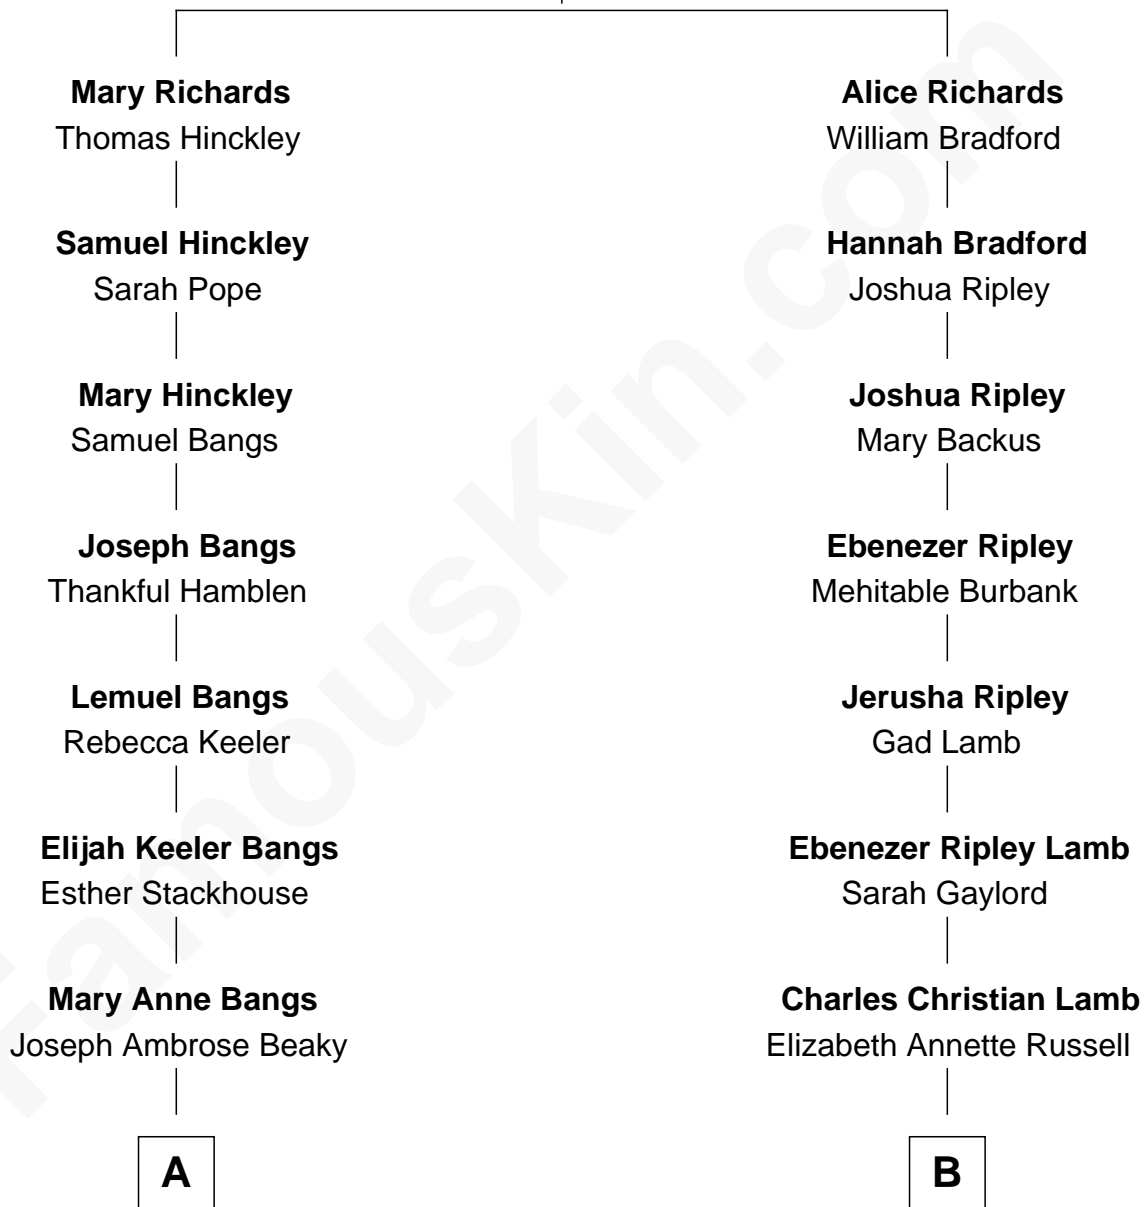 Mary Richards
Thomas Hinckley
Samuel Hinckley
Sarah Pope
Mary Hinckley
Samuel Bangs
Joseph Bangs
Thankful Hamblen
Lemuel Bangs
Rebecca Keeler
Elijah Keeler Bangs
Esther Stackhouse
Mary Anne Bangs
Joseph Ambrose Beaky
A
Alice Richards
William Bradford
Hannah Bradford
Joshua Ripley
Joshua Ripley
Mary Backus
Ebenezer Ripley
Mehitable Burbank
Jerusha Ripley
Gad Lamb
Ebenezer Ripley Lamb
Sarah Gaylord
Charles Christian Lamb
Elizabeth Annette Russell
B
FamousKin.com